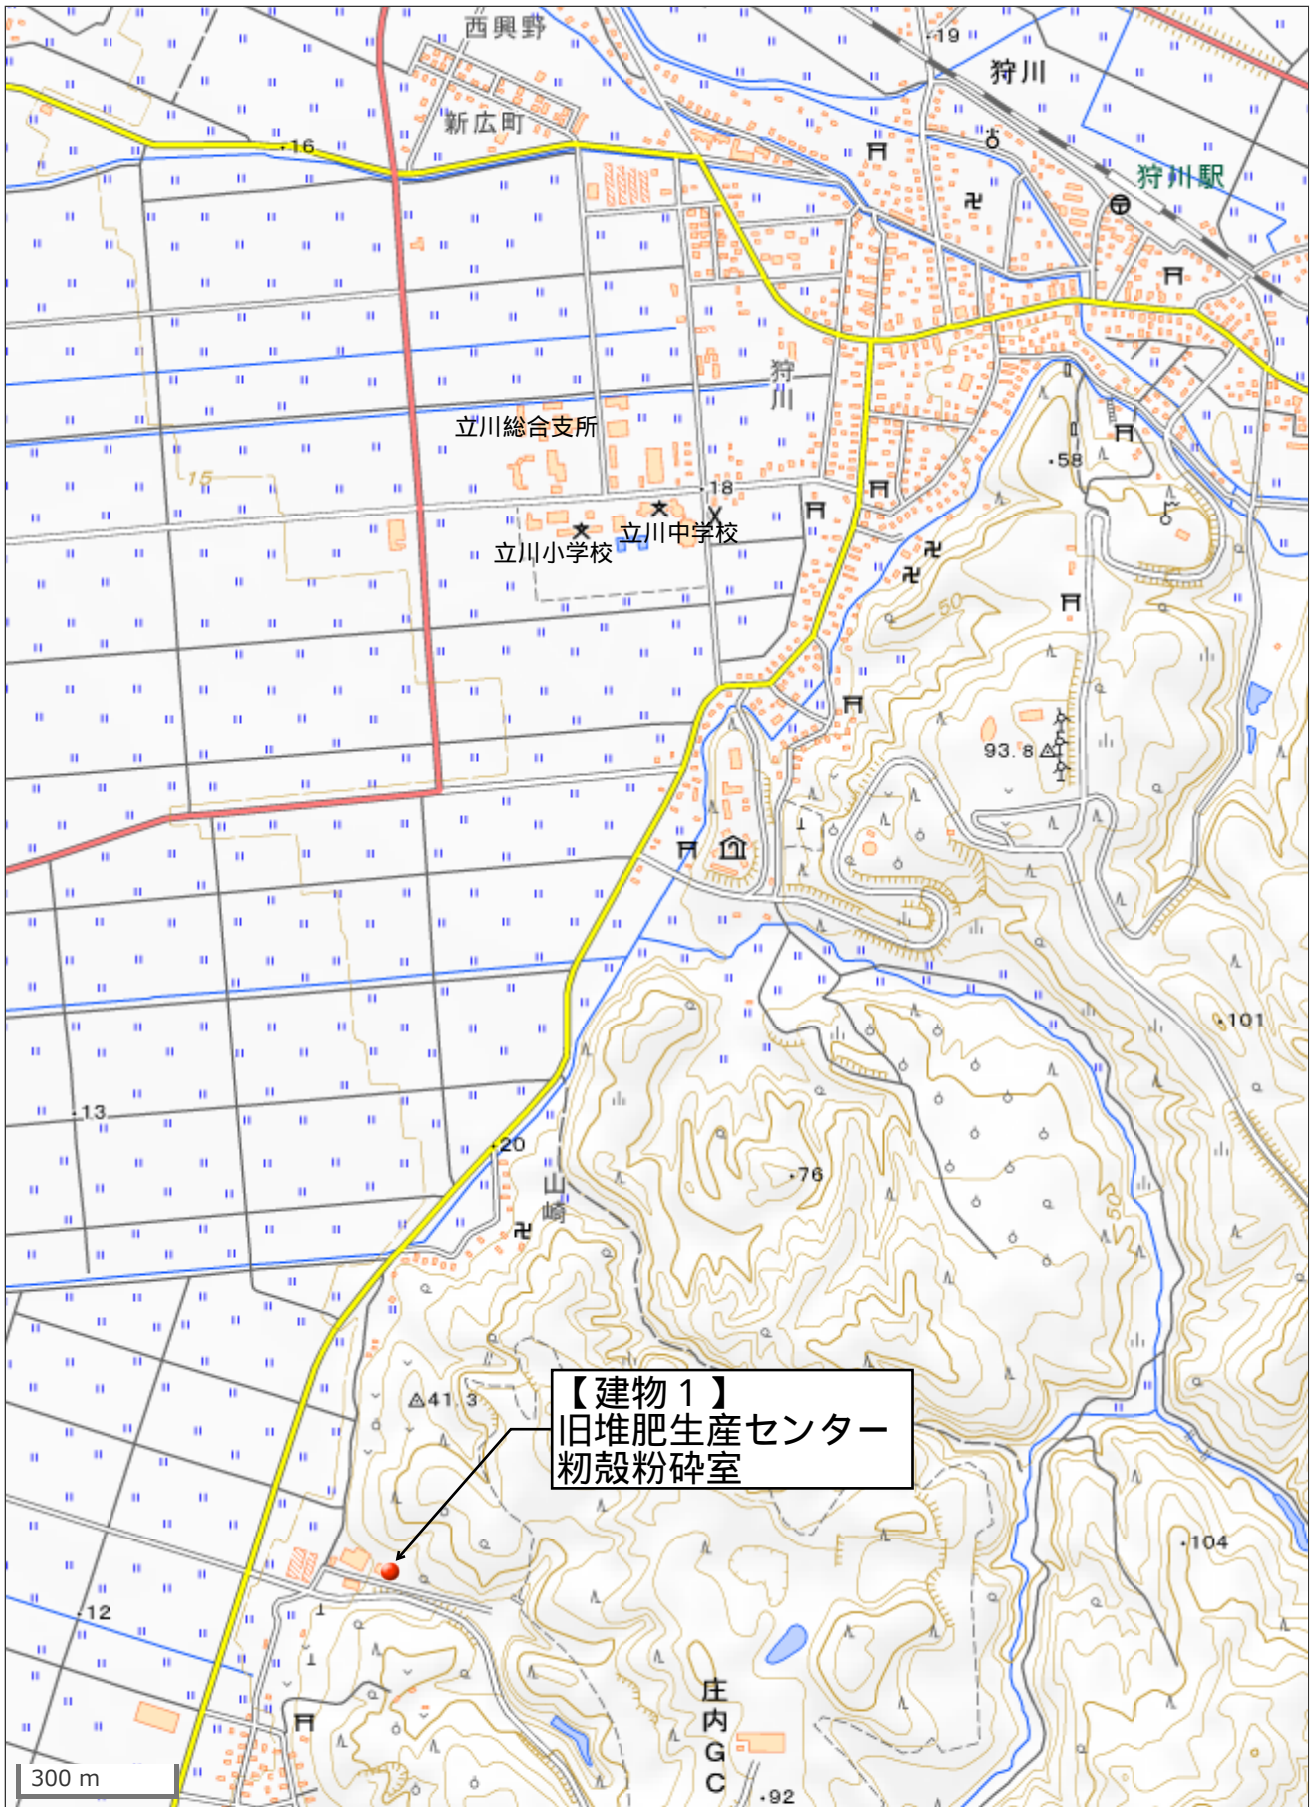 西興野
19
狩川
新広町
16
狩川駅
狩川
立川総合支所
58
15
18
立川中学校
立川小学校
50
93.8
101
13
20
76
山崎
50
【建物1】
旧堆肥生産センター
籾殻粉砕室
41.3
104
12
庄内GC
300 m
92